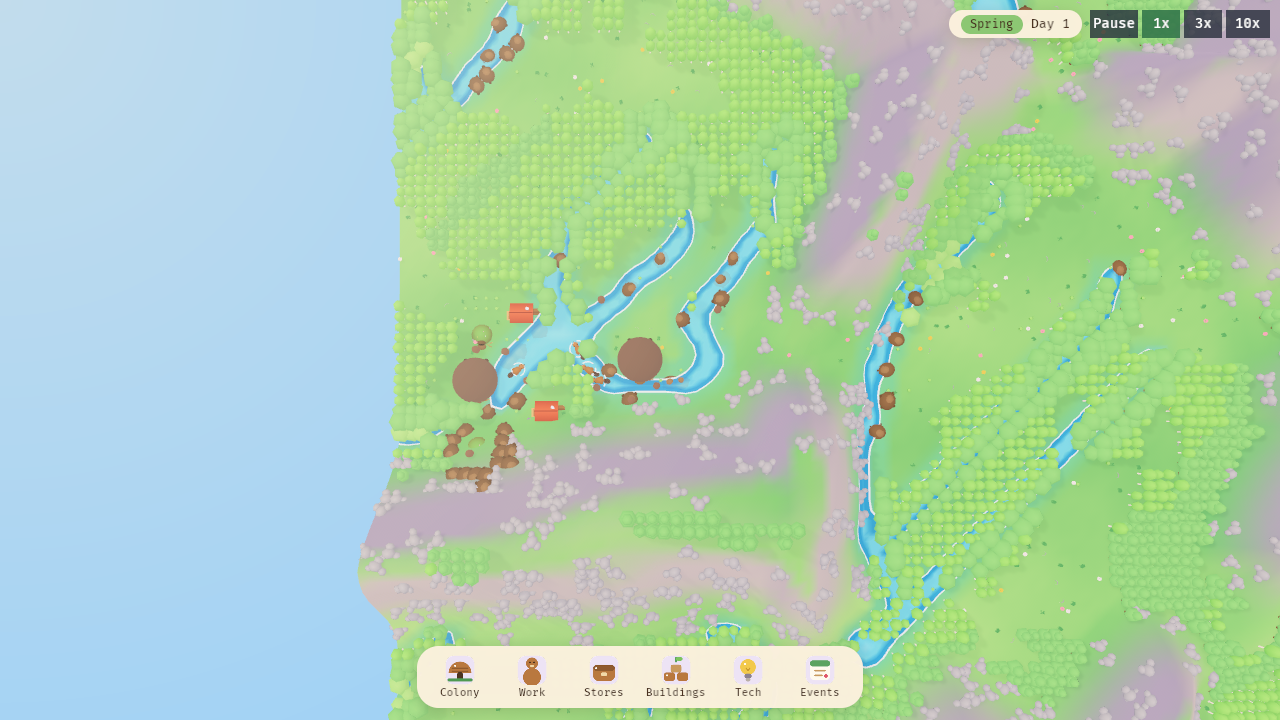 Spring Day 1 Pause 1x 3x 10x
Colony Work Stores Buildings Tech Events